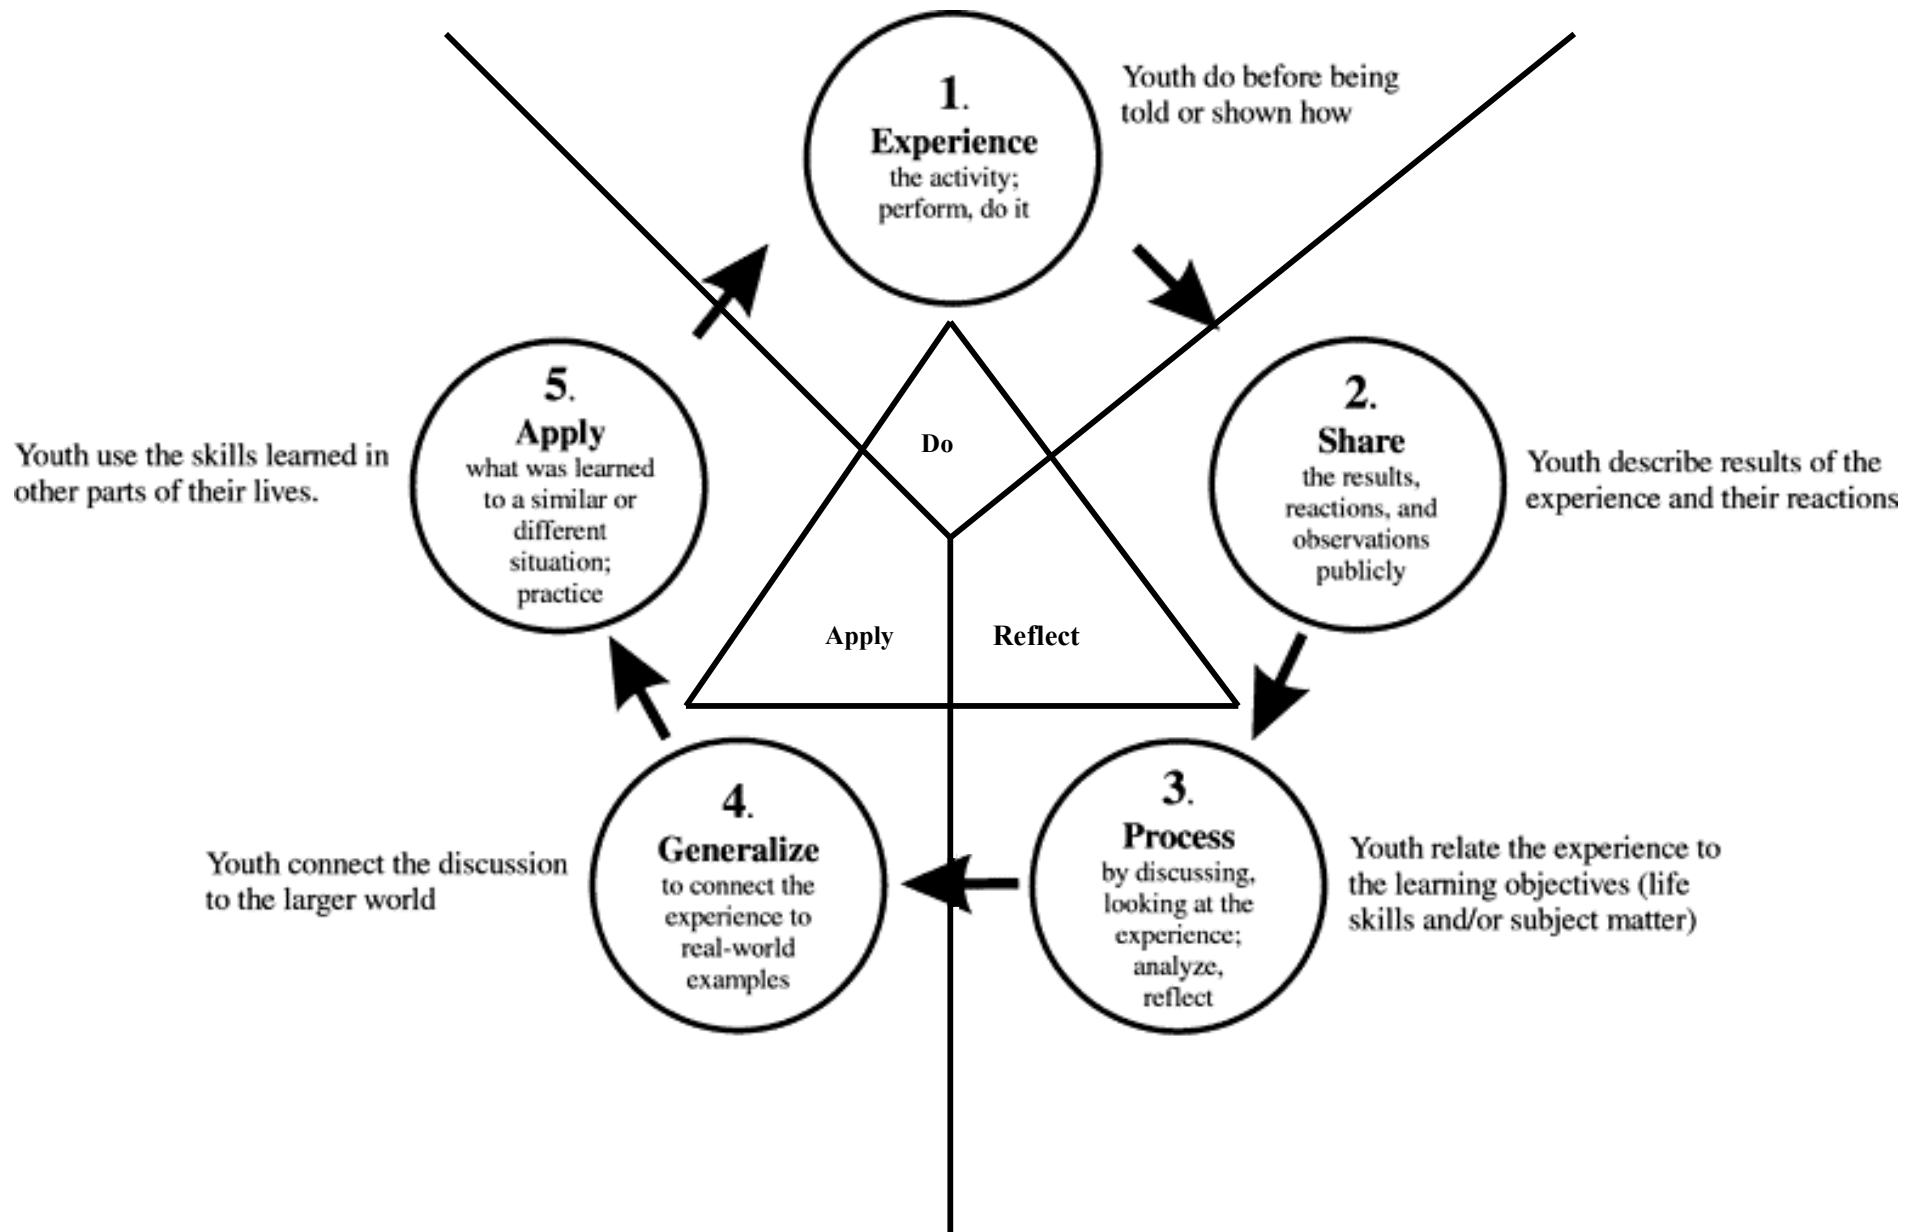 1.
Experience
the activity;
perform, do it
Youth do before being
told or shown how
2.
Share
the results,
reactions, and
observations
publicly
Youth describe results of the
experience and their reactions
3.
Process
by discussing,
looking at the
experience;
analyze,
reflect
Youth relate the experience to
the learning objectives (life
skills and/or subject matter)
4.
Generalize
to connect the
experience to
real-world
examples
Youth connect the discussion
to the larger world
5.
Apply
what was learned
to a similar or
different
situation;
practice
Youth use the skills learned in
other parts of their lives.
Do
Apply
Reflect